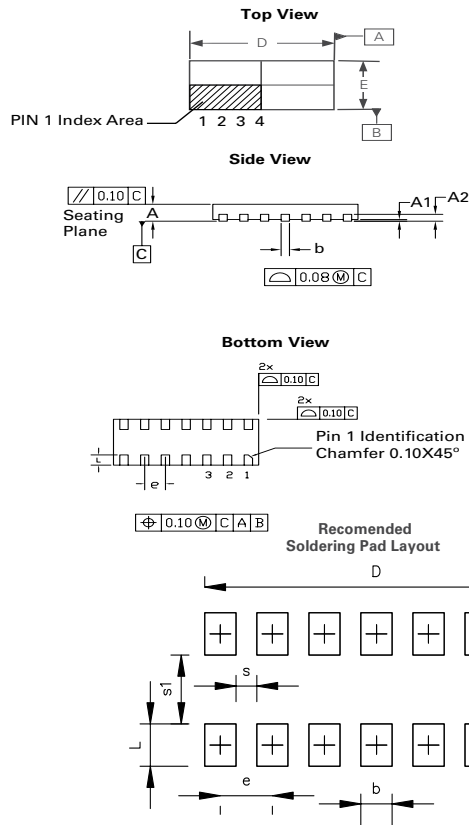 Top View
D
A
E
PIN 1 Index Area
1 2 3 4
B
Side View
// 0.10 C
A
Seating
Plane
A1
A2
C
b
⌓ 0.08 Ⓜ C
Bottom View
2x
⌓ 0.10 C
2x
⌓ 0.10 C
Pin 1 Identification
Chamfer 0.10X45°
L
e
3 2 1
⌖ 0.10 Ⓜ C A B
Recomended
Soldering Pad Layout
D
s1
s
L
e
b